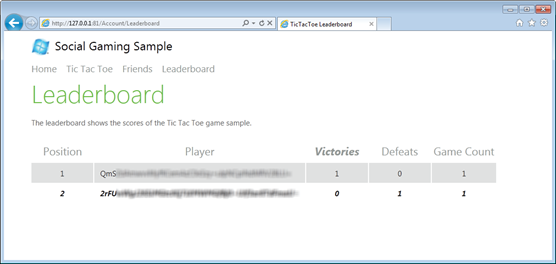 http://127.0.0.1:81/Account/Leaderboard
TicTacToe Leaderboard
Social Gaming Sample
Home Tic Tac Toe Friends Leaderboard
Leaderboard
The leaderboard shows the scores of the Tic Tac Toe game sample.
Position Player Victories Defeats Game Count
1 QmS 1 0 1
2 2rFU 0 1 1